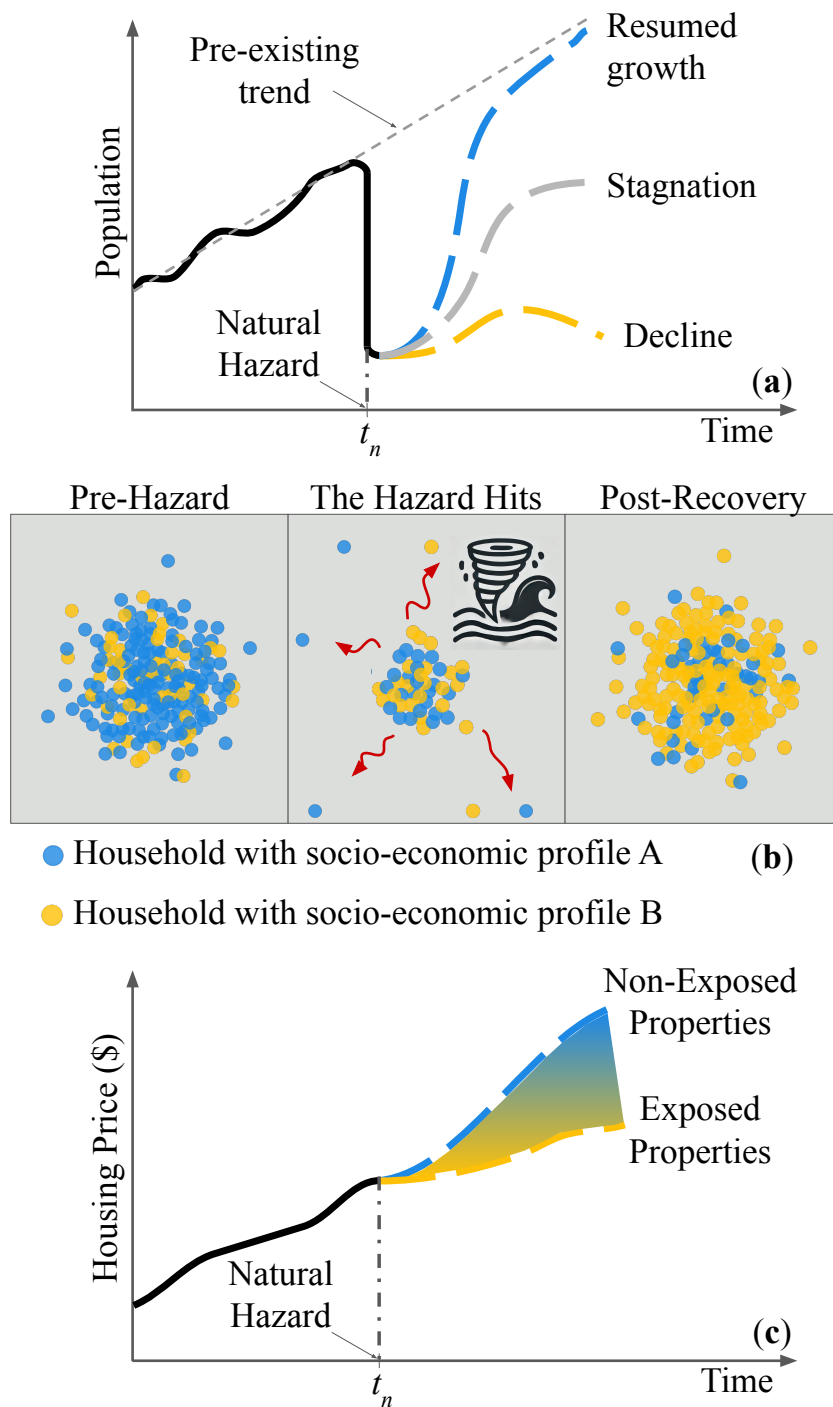 Resumed
growth
Pre-existing
trend
Stagnation
Population
Natural
Hazard
Decline
(a)
tn
Time
Pre-Hazard
The Hazard Hits
Post-Recovery
Household with socio-economic profile A
(b)
Household with socio-economic profile B
Non-Exposed
Properties
Exposed
Properties
Housing Price ($)
Natural
Hazard
(c)
tn
Time